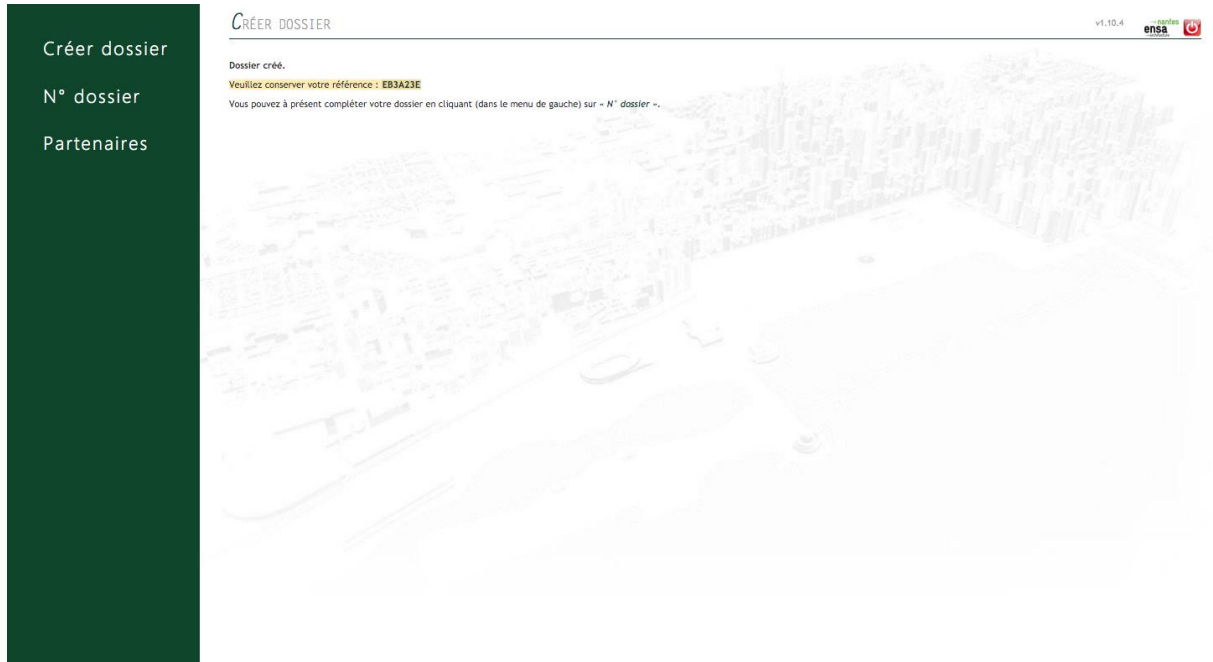 Créer dossier
N° dossier
Partenaires
CRÉER DOSSIER
v1.10.4
nantes
ensa
Dossier créé.
Veuillez conserver votre référence : EB3A23E
Vous pouvez à présent compléter votre dossier en cliquant (dans le menu de gauche) sur « N° dossier ».